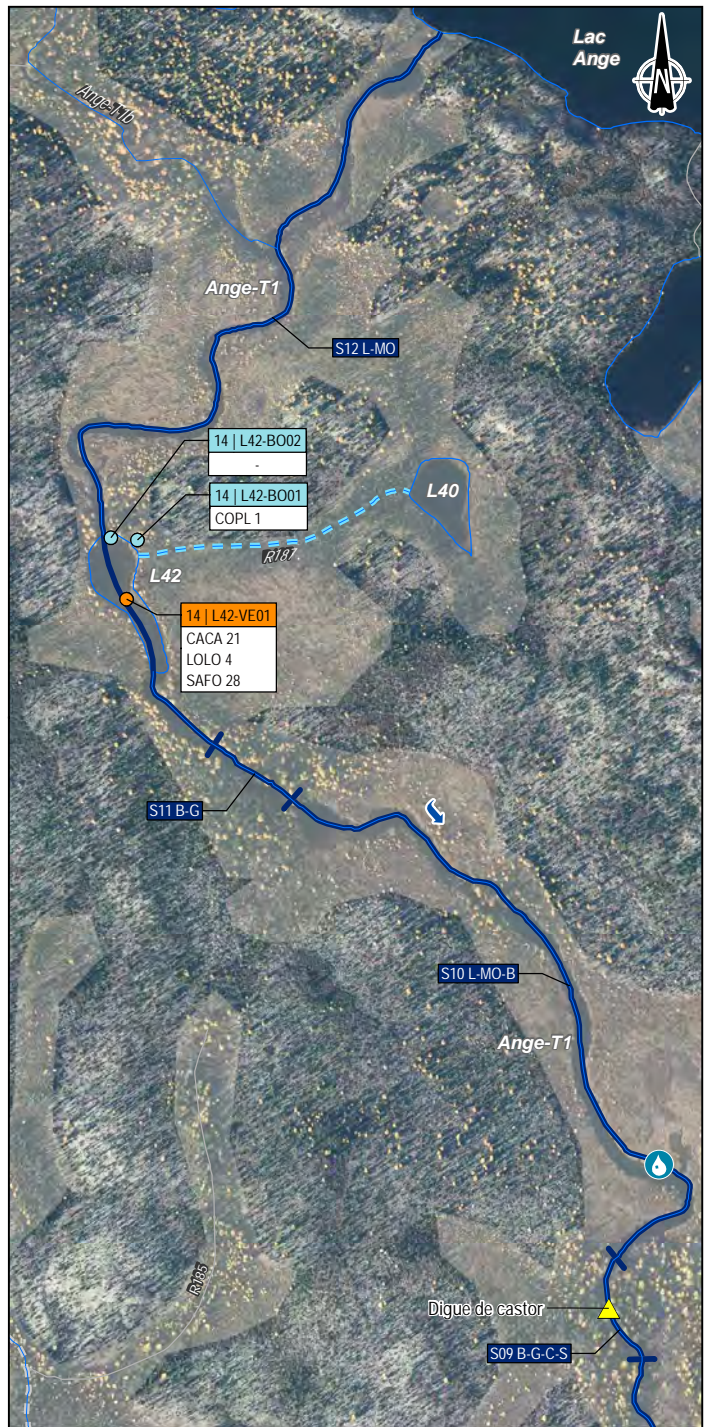 Lac
Ange
N
Ange-T1b
Ange-T1
S12 L-MO
14 | L42-BO02
-
14 | L42-BO01
COPL 1
L40
R187
L42
14 | L42-VE01
CACA 21
LOLO 4
SAFO 28
S11 B-G
S10 L-MO-B
Ange-T1
R185
Digue de castor
S09 B-G-C-S